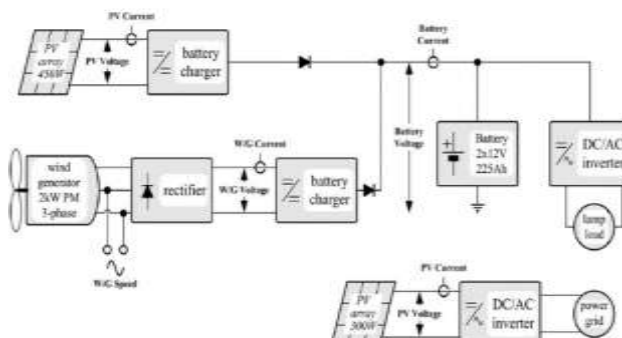 PV Current
PV
array
450W
PV Voltage
battery
charger
Battery
Current
Battery
Voltage
Battery
2x12V
225Ah
DC/AC
inverter
lamp
load
wind
generator
2kW PM
3-phase
rectifier
W/G Current
W/G Voltage
battery
charger
W/G Speed
PV Current
PV
array
300W
PV Voltage
DC/AC
inverter
power
grid